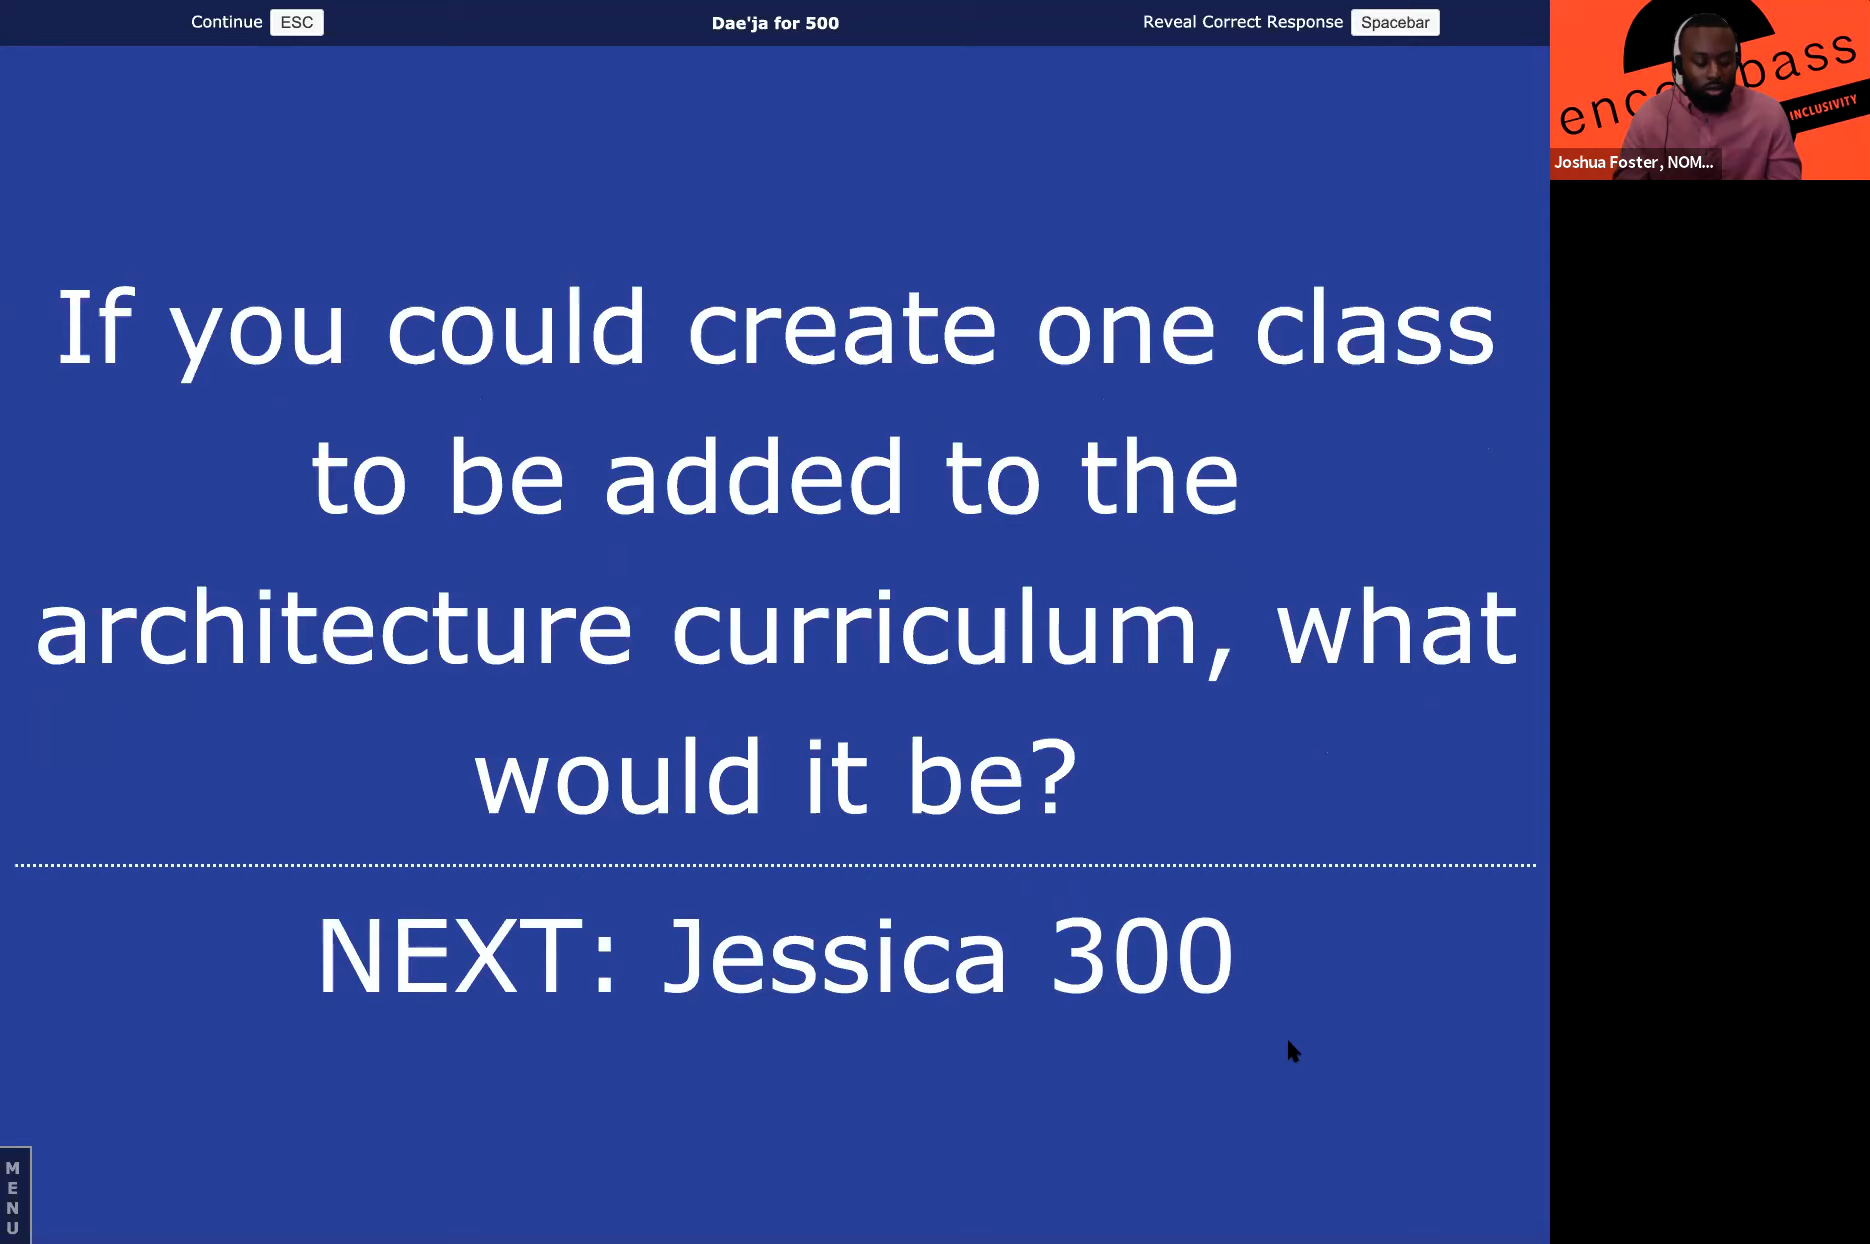 Continue ESC
Dae'ja for 500
Reveal Correct Response Spacebar
If you could create one class
to be added to the
architecture curriculum, what
would it be?
NEXT: Jessica 300
MENU
INCLUSIVITY
Joshua Foster, NOM...